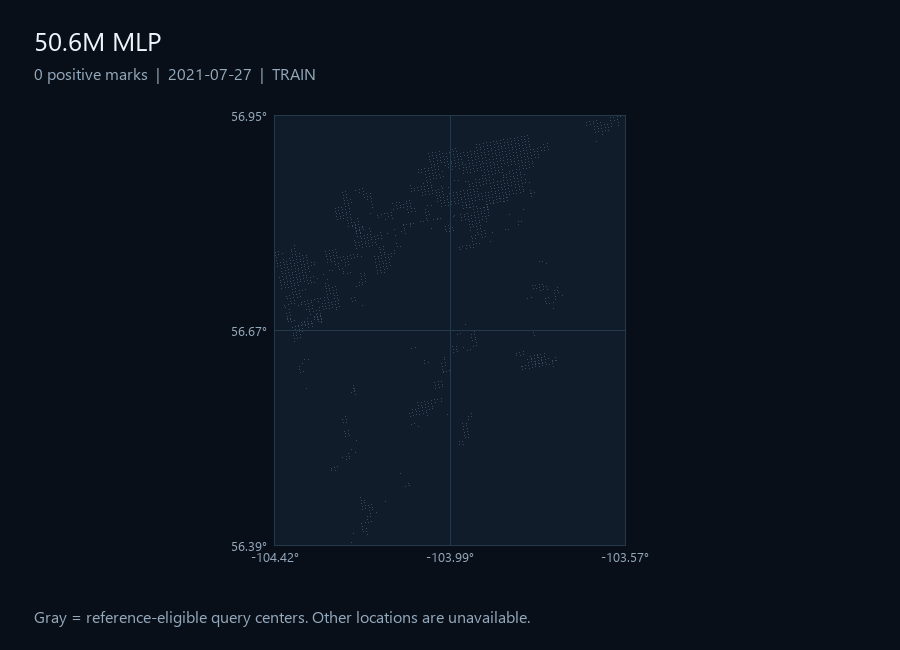 50.6M MLP
0 positive marks | 2021-07-27 | TRAIN
56.95°
56.67°
56.39°
-104.42° -103.99° -103.57°
Gray = reference-eligible query centers. Other locations are unavailable.